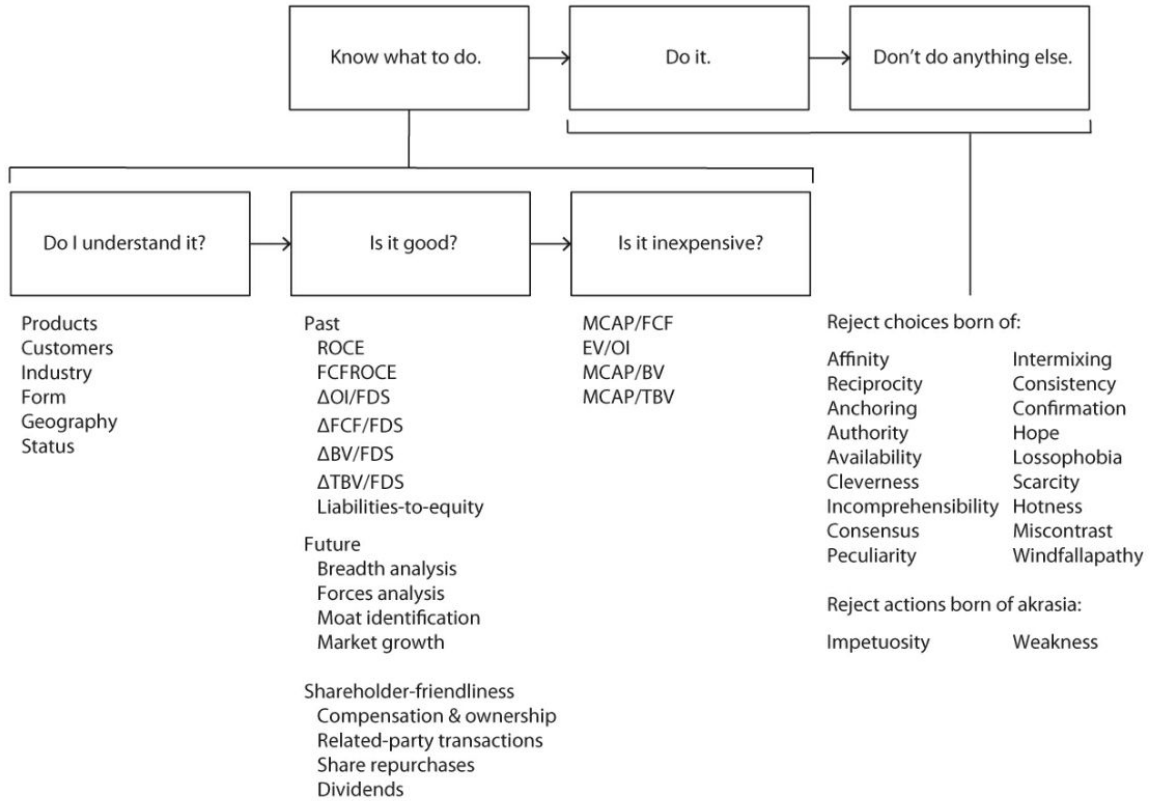 Know what to do.
Do it.
Don't do anything else.
Do I understand it?
Is it good?
Is it inexpensive?
Products
Customers
Industry
Form
Geography
Status
Past
ROCE
FCFROCE
ΔOI/FDS
ΔFCF/FDS
ΔBV/FDS
ΔTBV/FDS
Liabilities-to-equity
Future
Breadth analysis
Forces analysis
Moat identification
Market growth
Shareholder-friendliness
Compensation & ownership
Related-party transactions
Share repurchases
Dividends
MCAP/FCF
EV/OI
MCAP/BV
MCAP/TBV
Reject choices born of:
Affinity
Reciprocity
Anchoring
Authority
Availability
Cleverness
Incomprehensibility
Consensus
Peculiarity
Intermixing
Consistency
Confirmation
Hope
Lossophobia
Scarcity
Hotness
Miscontrast
Windfallapathy
Reject actions born of akrasia:
Impetuosity
Weakness